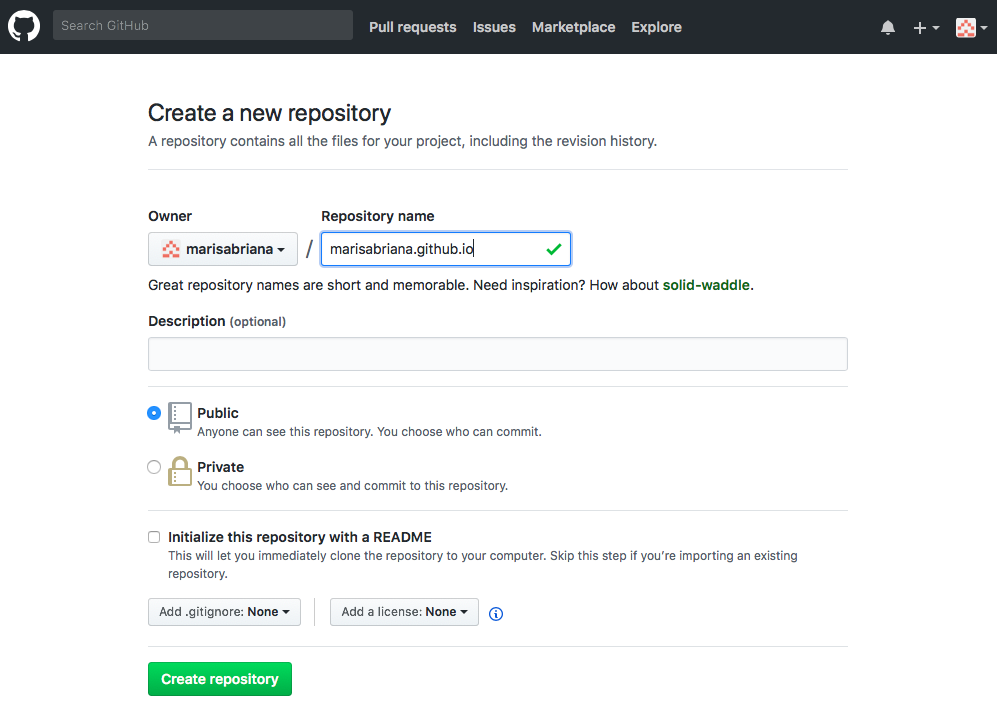 Search GitHub Pull requests Issues Marketplace Explore
Create a new repository
A repository contains all the files for your project, including the revision history.
Owner Repository name
marisabriana / marisabriana.github.io
Great repository names are short and memorable. Need inspiration? How about solid-waddle.
Description (optional)
Public
Anyone can see this repository. You choose who can commit.
Private
You choose who can see and commit to this repository.
Initialize this repository with a README
This will let you immediately clone the repository to your computer. Skip this step if you’re importing an existing
repository.
Add .gitignore: None Add a license: None
Create repository